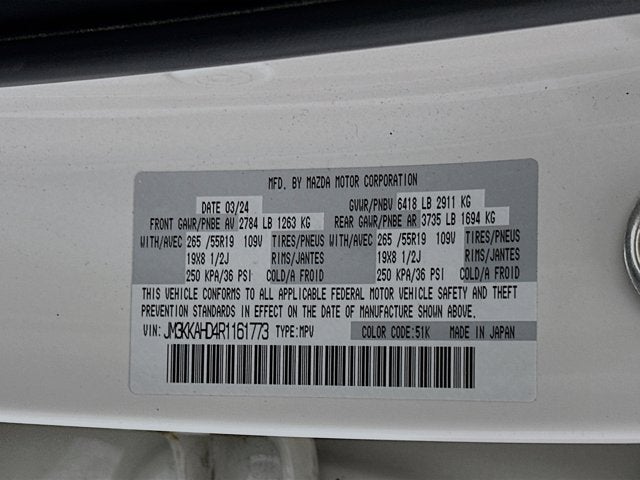 MFD. BY MAZDA MOTOR CORPORATION
DATE 03/24 GVWR/PNBV 6418 LB 2911 KG
FRONT GAWR/PNBE AV 2784 LB 1263 KG REAR GAWR/PNBE AR 3735 LB 1694 KG
WITH/AVEC 265 /55R19 109V TIRES/PNEUS WITH/AVEC 265 /55R19 109V TIRES/PNEUS
19X8 1/2J RIMS/JANTES 19X8 1/2J RIMS/JANTES
250 KPA/36 PSI COLD/A FROID 250 KPA/36 PSI COLD/A FROID
THIS VEHICLE CONFORMS TO ALL APPLICABLE FEDERAL MOTOR VEHICLE SAFETY AND THEFT
PREVENTION STANDARDS IN EFFECT ON THE DATE OF MANUFACTURE SHOWN ABOVE.
VIN: JM3KKAHD4R1161773 TYPE:MPV COLOR CODE:51K MADE IN JAPAN